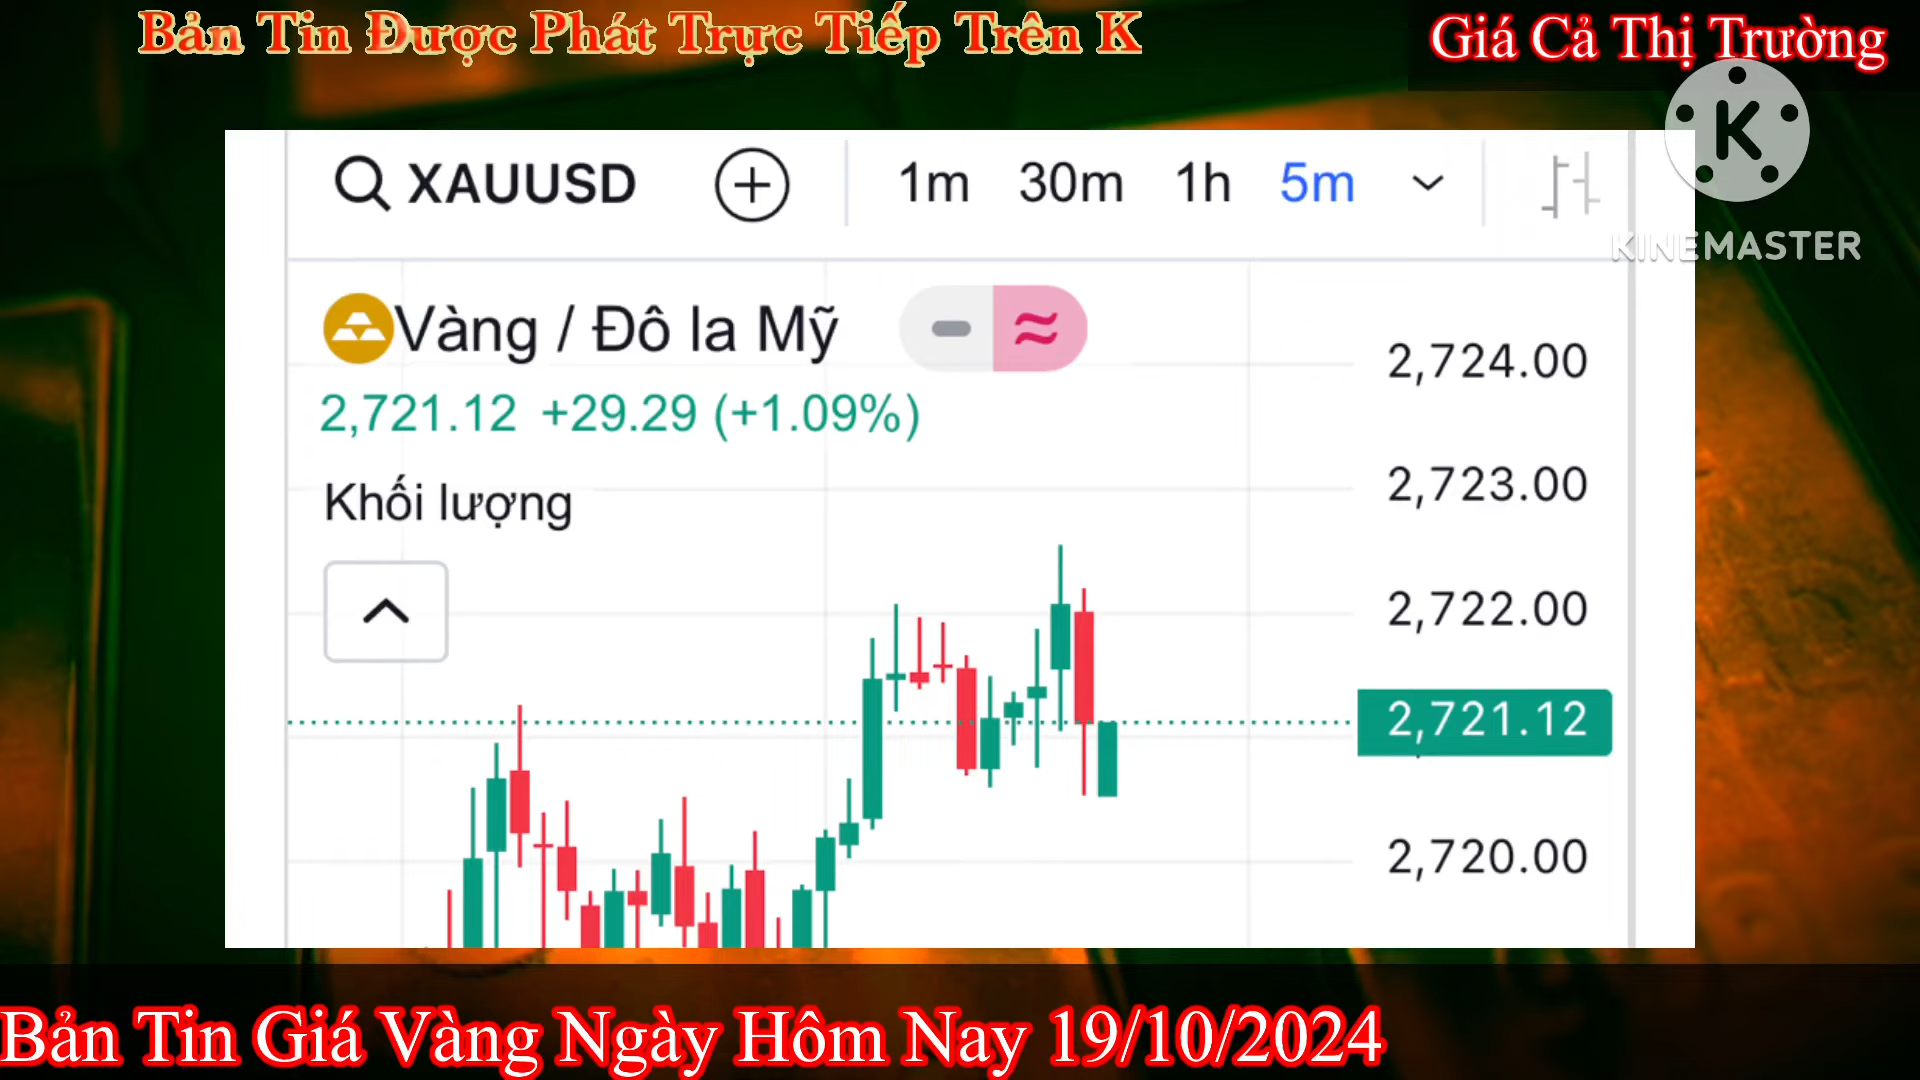 Bản Tin Được Phát Trực Tiếp Trên K
Giá Cả Thị Trường
K
KINEMASTER
XAUUSD
1m 30m 1h 5m
Vàng / Đô la Mỹ
2,721.12 +29.29 (+1.09%)
Khối lượng
2,724.00
2,723.00
2,722.00
2,721.12
2,720.00
Bản Tin Giá Vàng Ngày Hôm Nay 19/10/2024